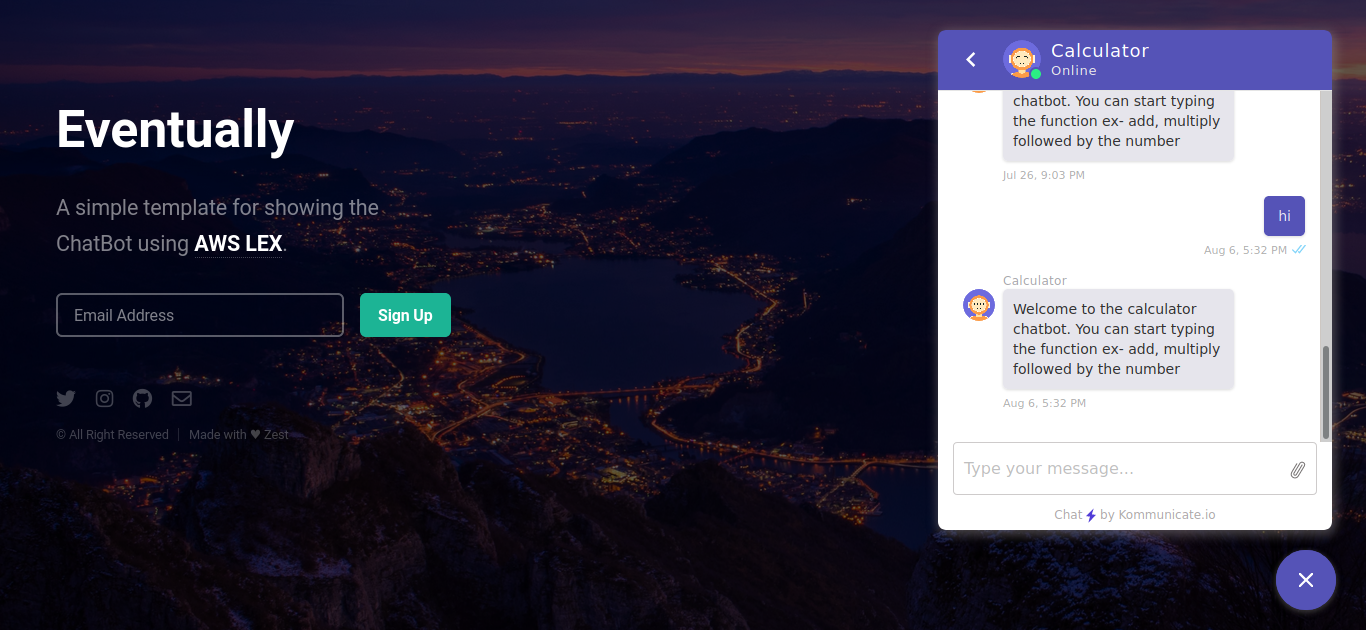 Eventually
A simple template for showing the
ChatBot using AWS LEX.
Email Address
Sign Up
© All Right Reserved
Made with ♥ Zest
Calculator
Online
chatbot. You can start typing
the function ex- add, multiply
followed by the number
Jul 26, 9:03 PM
hi
Aug 6, 5:32 PM
Calculator
Welcome to the calculator
chatbot. You can start typing
the function ex- add, multiply
followed by the number
Aug 6, 5:32 PM
Type your message...
Chat by Kommunicate.io